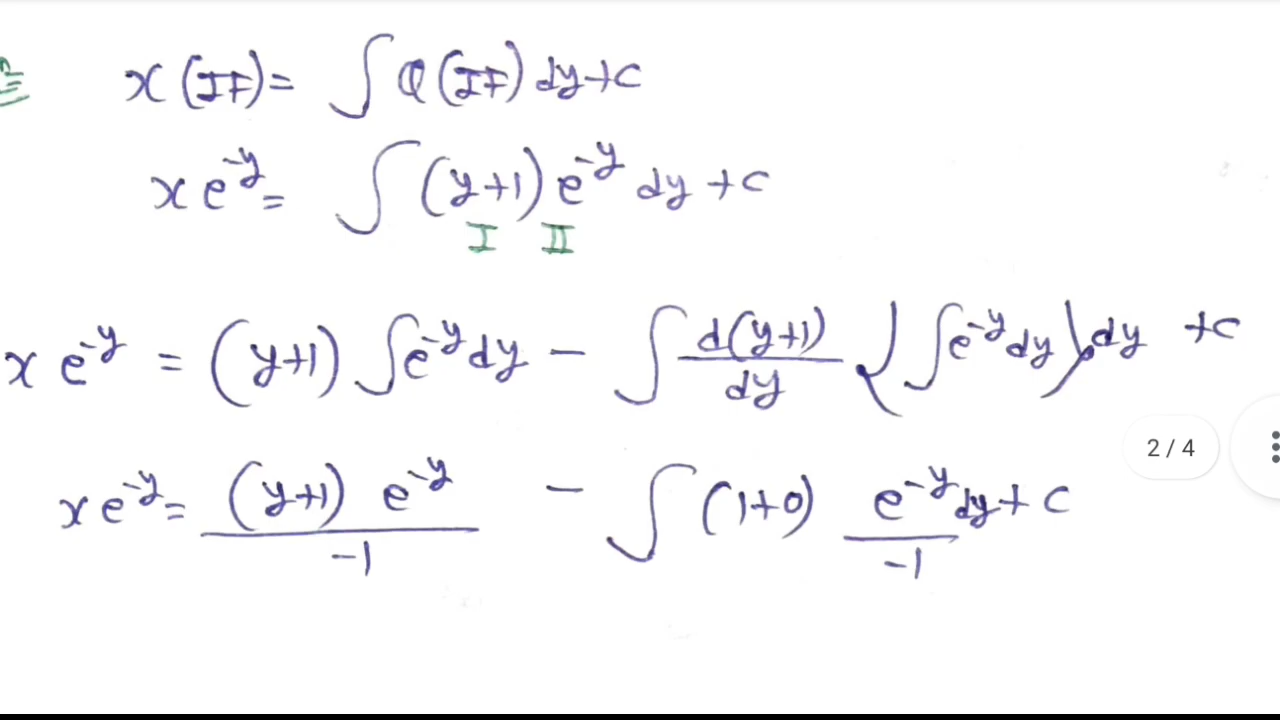 x (IF) = ∫ Q (IF) dy + c
x e^{-y} = ∫ (y+1) e^{-y} dy + c
I II
x e^{-y} = (y+1) ∫ e^{-y} dy - ∫ d(y+1)/dy { ∫ e^{-y} dy } dy + c
2 / 4
x e^{-y} = (y+1) e^{-y}/-1 - ∫ (1+0) e^{-y}/-1 dy + c